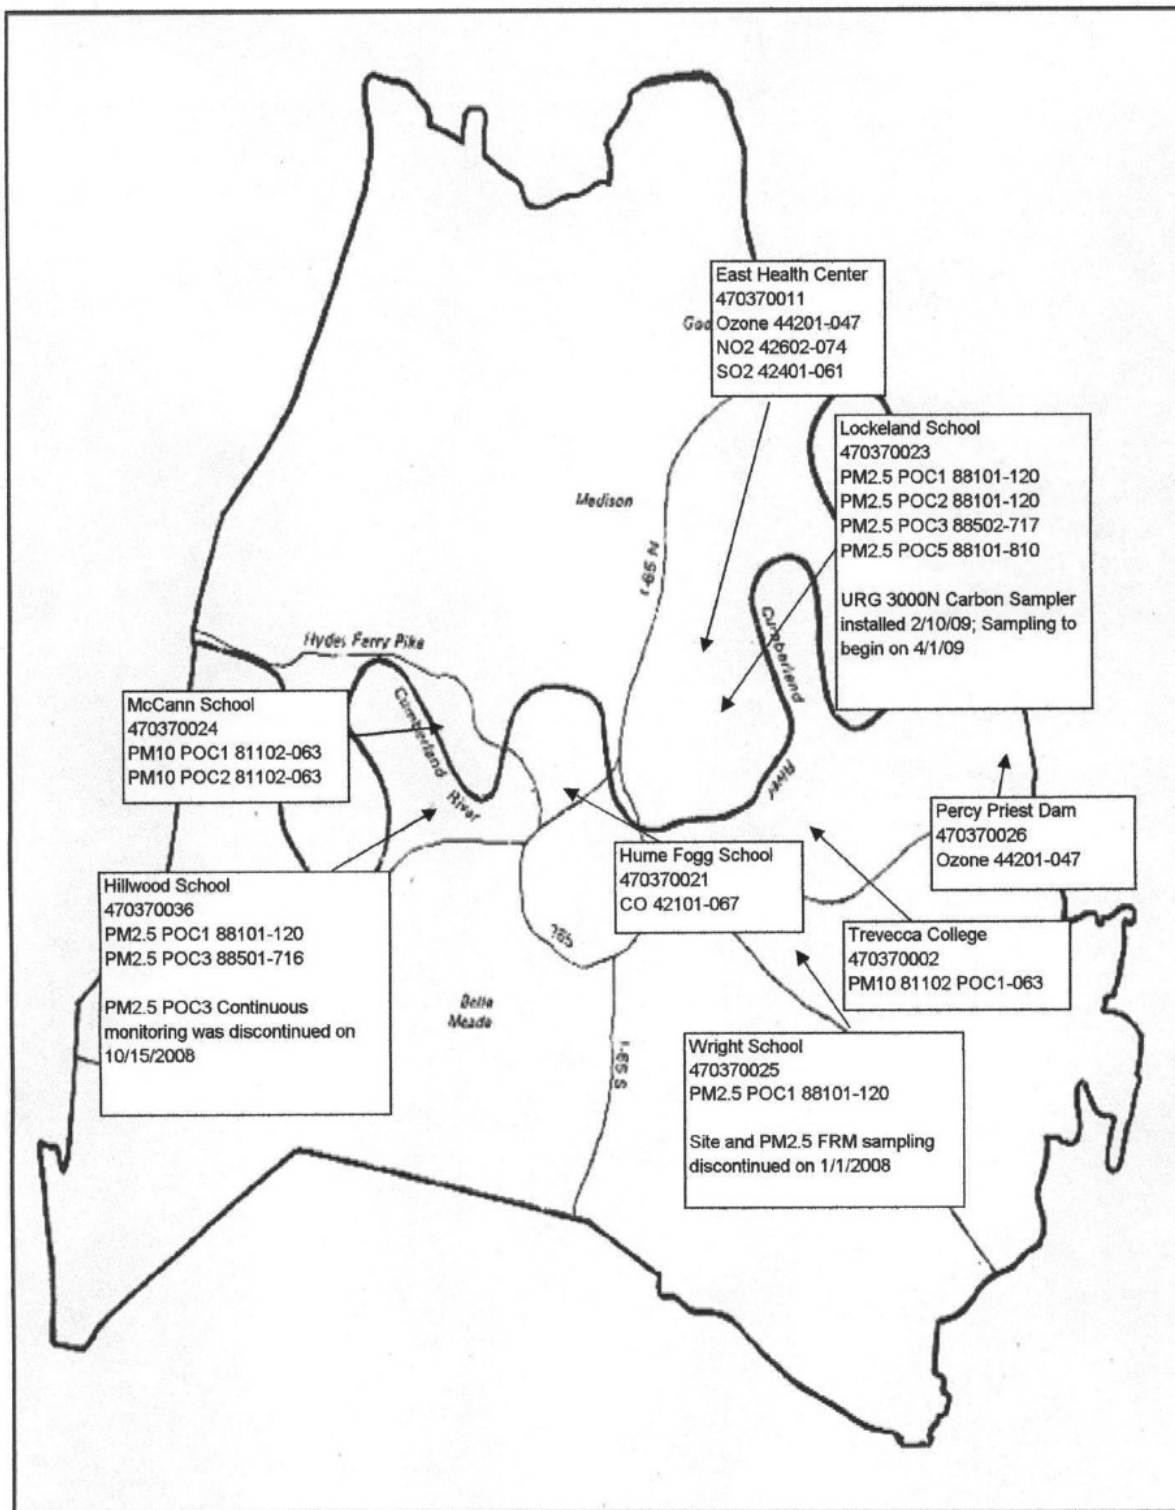 East Health Center
470370011
Ozone 44201-047
NO2 42602-074
SO2 42401-061
Lockeland School
470370023
PM2.5 POC1 88101-120
PM2.5 POC2 88101-120
PM2.5 POC3 88502-717
PM2.5 POC5 88101-810
URG 3000N Carbon Sampler
installed 2/10/09; Sampling to
begin on 4/1/09
Madison
I-65 N
Hydes Ferry Pike
Cumberland
River
Cumberland
River
McCann School
470370024
PM10 POC1 81102-063
PM10 POC2 81102-063
Percy Priest Dam
470370026
Ozone 44201-047
Hume Fogg School
470370021
CO 42101-067
Hillwood School
470370036
PM2.5 POC1 88101-120
PM2.5 POC3 88501-716
PM2.5 POC3 Continuous
monitoring was discontinued on
10/15/2008
Trevecca College
470370002
PM10 81102 POC1-063
Belle
Meade
I-65 S
Wright School
470370025
PM2.5 POC1 88101-120
Site and PM2.5 FRM sampling
discontinued on 1/1/2008